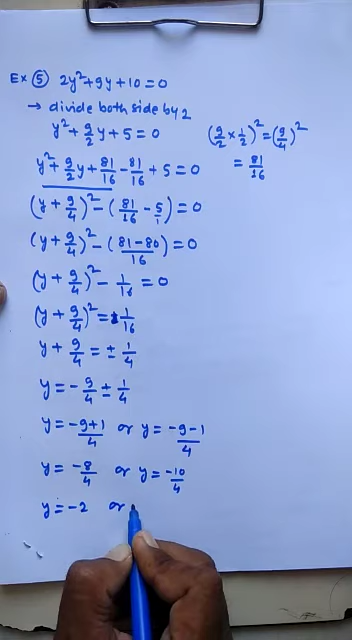 Ex ⑤ 2y²+9y+10=0
→ divide both side by 2
y²+9/2y+5=0
(9/2×1/2)²=(9/4)²
=81/16
y²+9/2y+81/16-81/16+5=0
(y+9/4)²-(81/16-5/1)=0
(y+9/4)²-(81-80/16)=0
(y+9/4)²-1/16=0
(y+9/4)²=1/16
y+9/4=±1/4
y=-9/4±1/4
y=-9+1/4 or y=-9-1/4
y=-8/4 or y=-10/4
y=-2 or